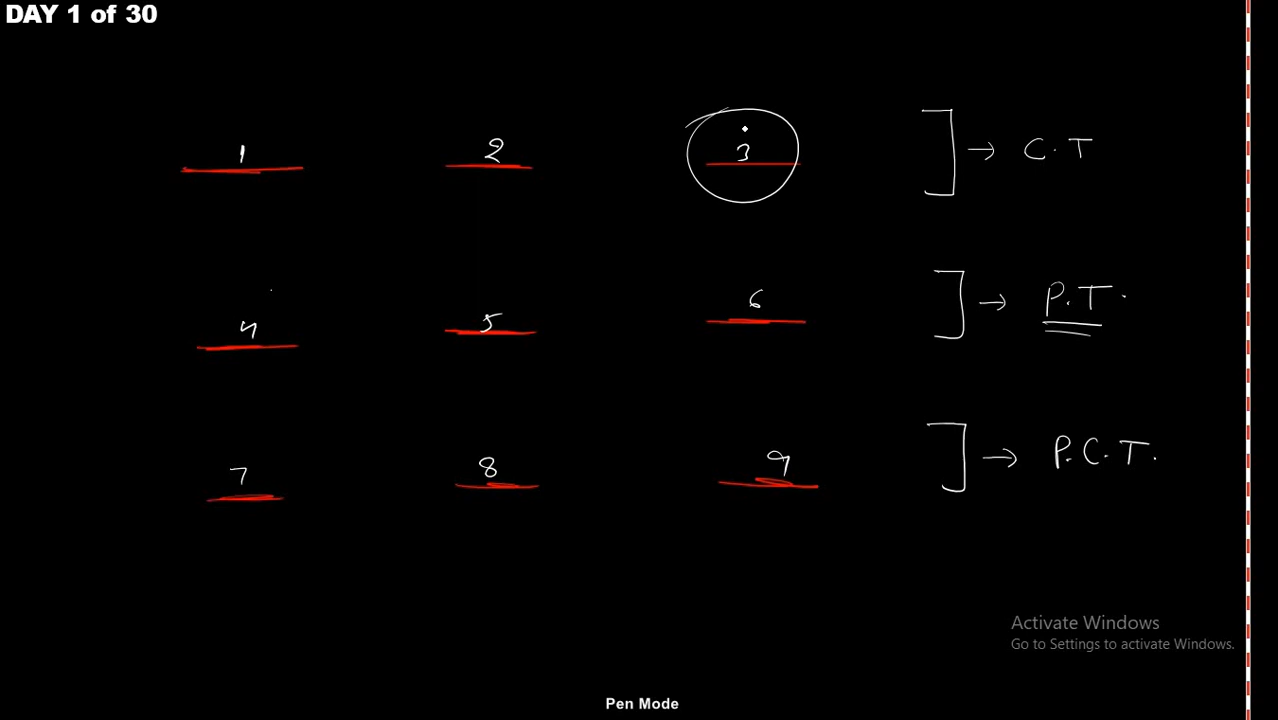 DAY 1 of 30
1 2 3 ] → C.T
4 5 6 ] → P.T.
7 8 9 ] → P.C.T.
Activate Windows
Go to Settings to activate Windows.
Pen Mode